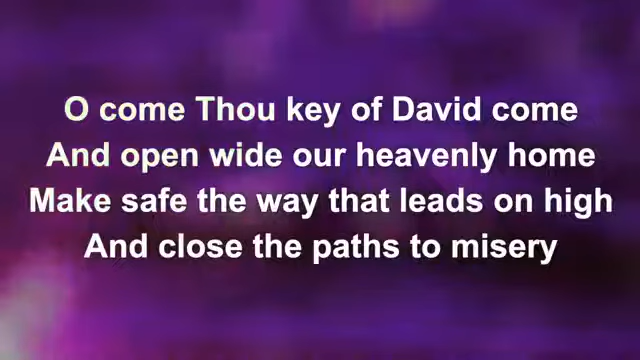 O come Thou key of David come
And open wide our heavenly home
Make safe the way that leads on high
And close the paths to misery